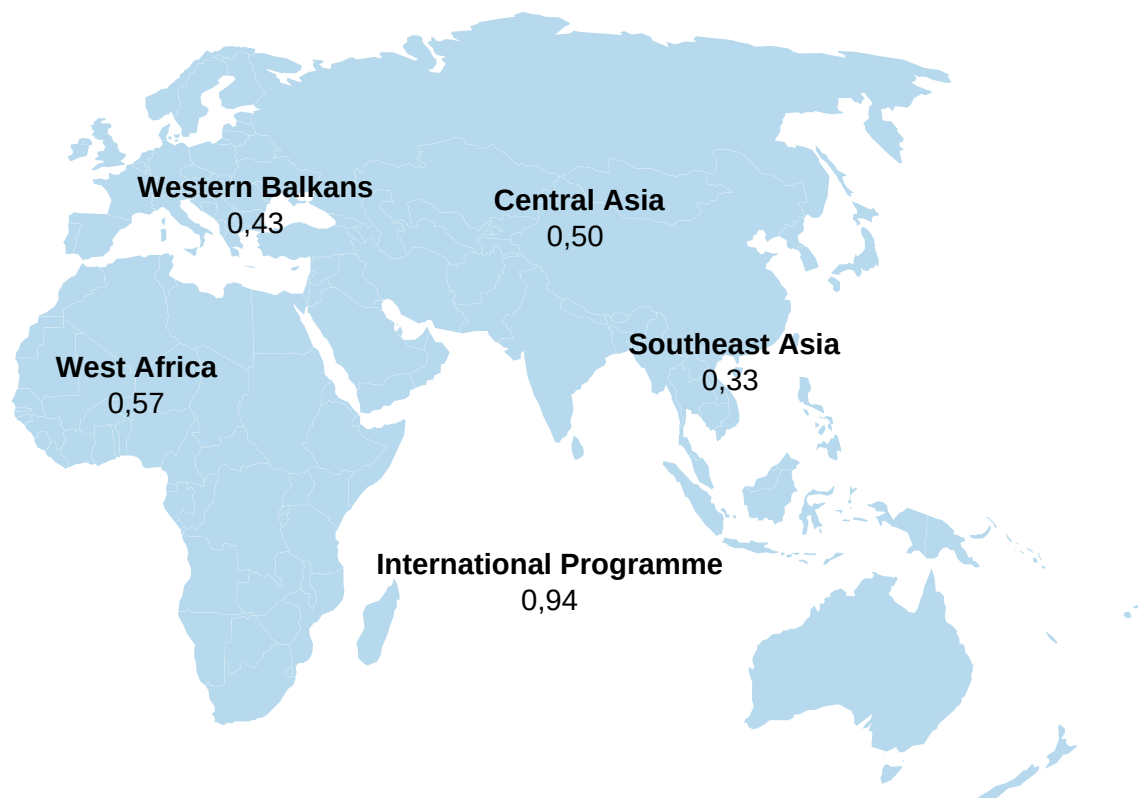 Western Balkans
0,43
Central Asia
0,50
Southeast Asia
0,33
West Africa
0,57
International Programme
0,94